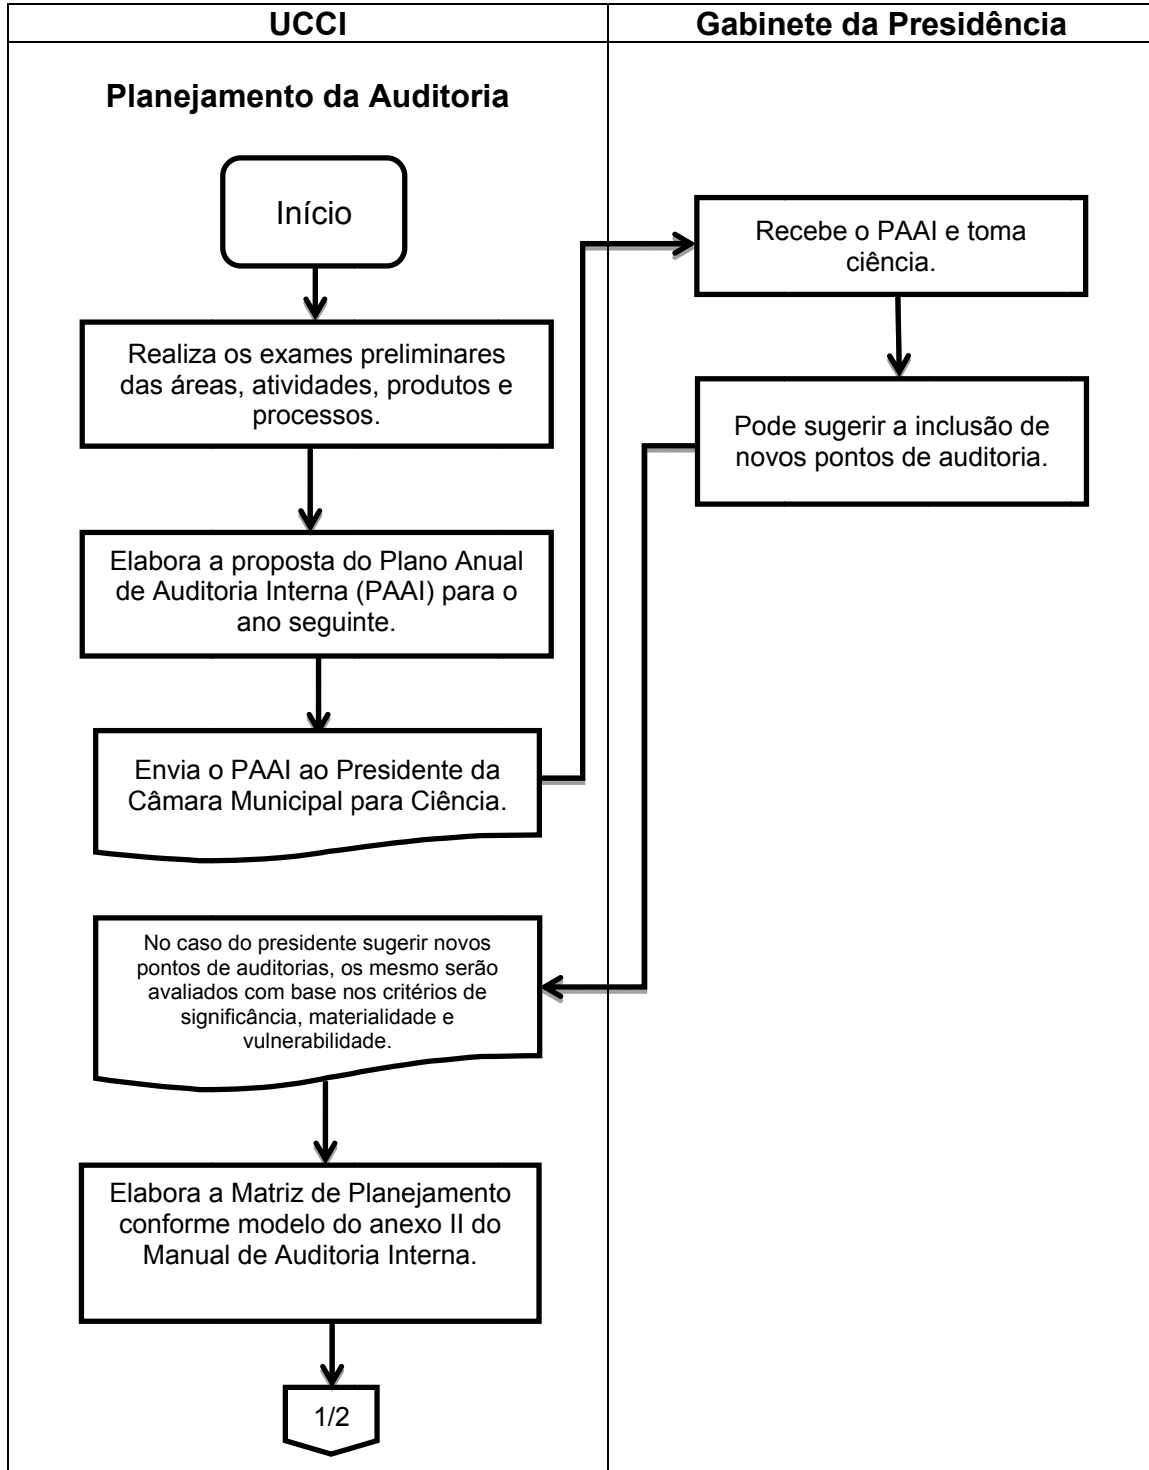 UCCI
Gabinete da Presidência
Planejamento da Auditoria
Início
Realiza os exames preliminares
das áreas, atividades, produtos e
processos.
Elabora a proposta do Plano Anual
de Auditoria Interna (PAAI) para o
ano seguinte.
Envia o PAAI ao Presidente da
Câmara Municipal para Ciência.
Recebe o PAAI e toma
ciência.
Pode sugerir a inclusão de
novos pontos de auditoria.
No caso do presidente sugerir novos
pontos de auditorias, os mesmo serão
avaliados com base nos critérios de
significância, materialidade e
vulnerabilidade.
Elabora a Matriz de Planejamento
conforme modelo do anexo II do
Manual de Auditoria Interna.
1/2